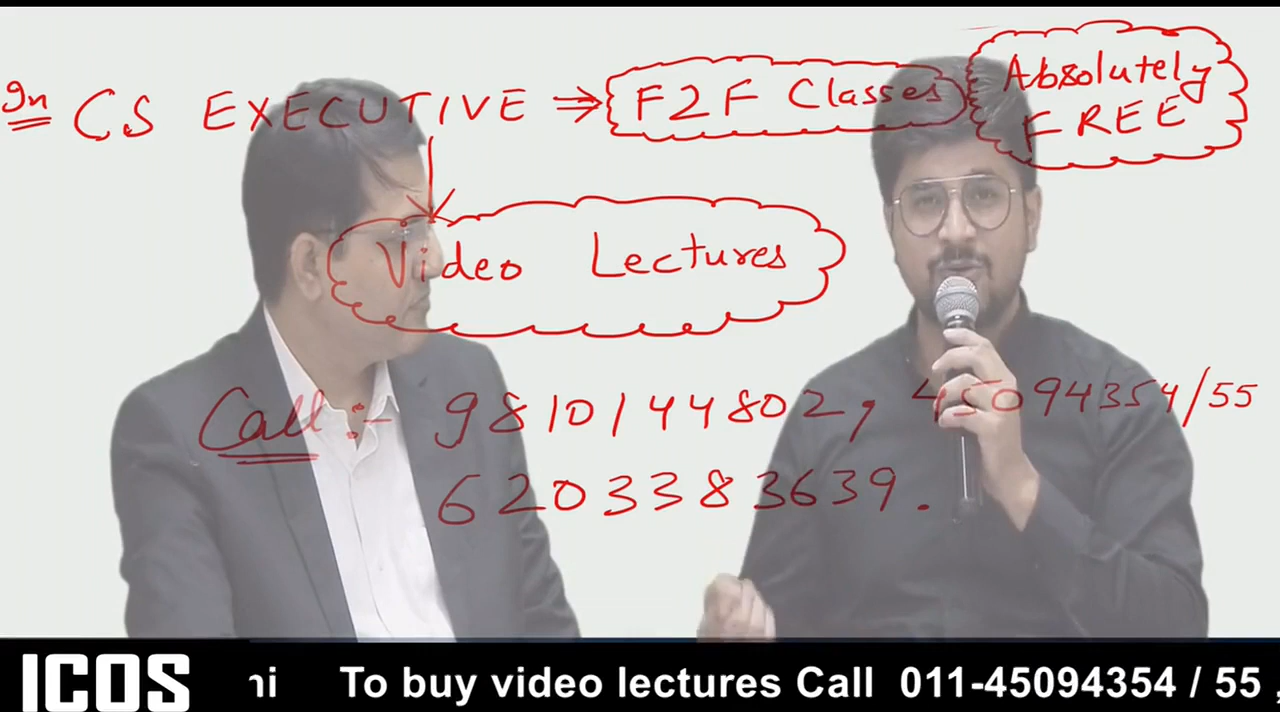 In CS EXECUTIVE ⇒ F2F Classes Absolutely
FREE
Video Lectures
Call :- 9810144802, 45094354/55
6203383639.
ICOS ni To buy video lectures Call 011-45094354 / 55 ,